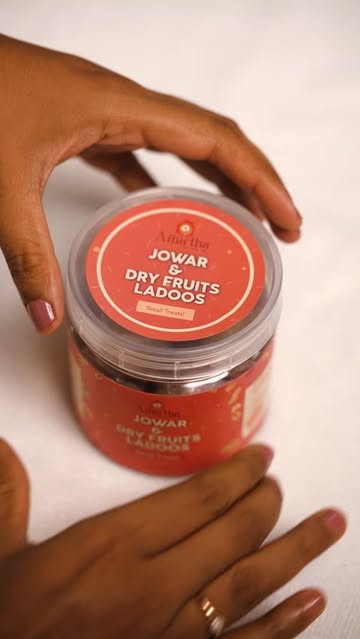 Amirtha
JOWAR
&
DRY FRUITS
LADOOS
Small Treats!
Amirtha
JOWAR
&
DRY FRUITS
LADOOS